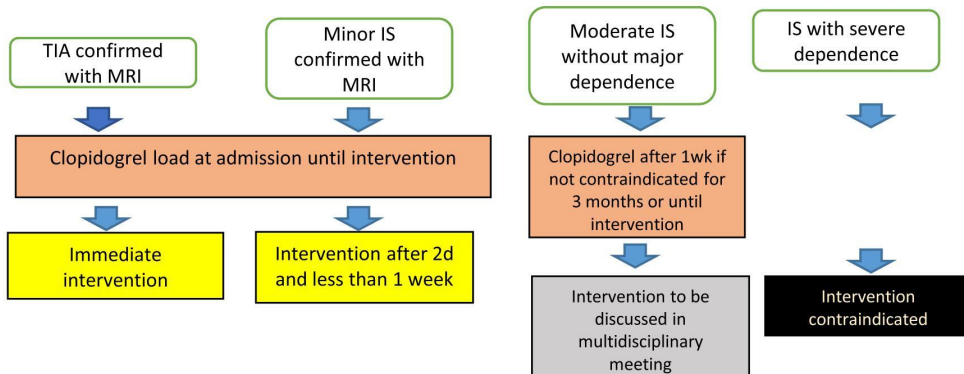 TIA confirmed
with MRI
Minor IS
confirmed with
MRI
Moderate IS
without major
dependence
IS with severe
dependence
Clopidogrel load at admission until intervention
Clopidogrel after 1wk if
not contraindicated for
3 months or until
intervention
Immediate
intervention
Intervention after 2d
and less than 1 week
Intervention to be
discussed in
multidisciplinary
meeting
Intervention
contraindicated